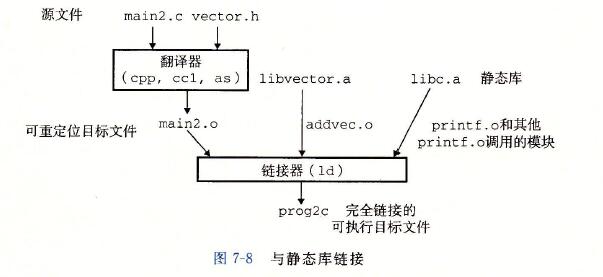 源文件 main2.c vector.h
翻译器
(cpp, cc1, as)
libvector.a libc.a 静态库
可重定位目标文件 main2.o addvec.o printf.o和其他
printf.o调用的模块
链接器 (ld)
prog2c 完全链接的
可执行目标文件
图 7-8 与静态库链接